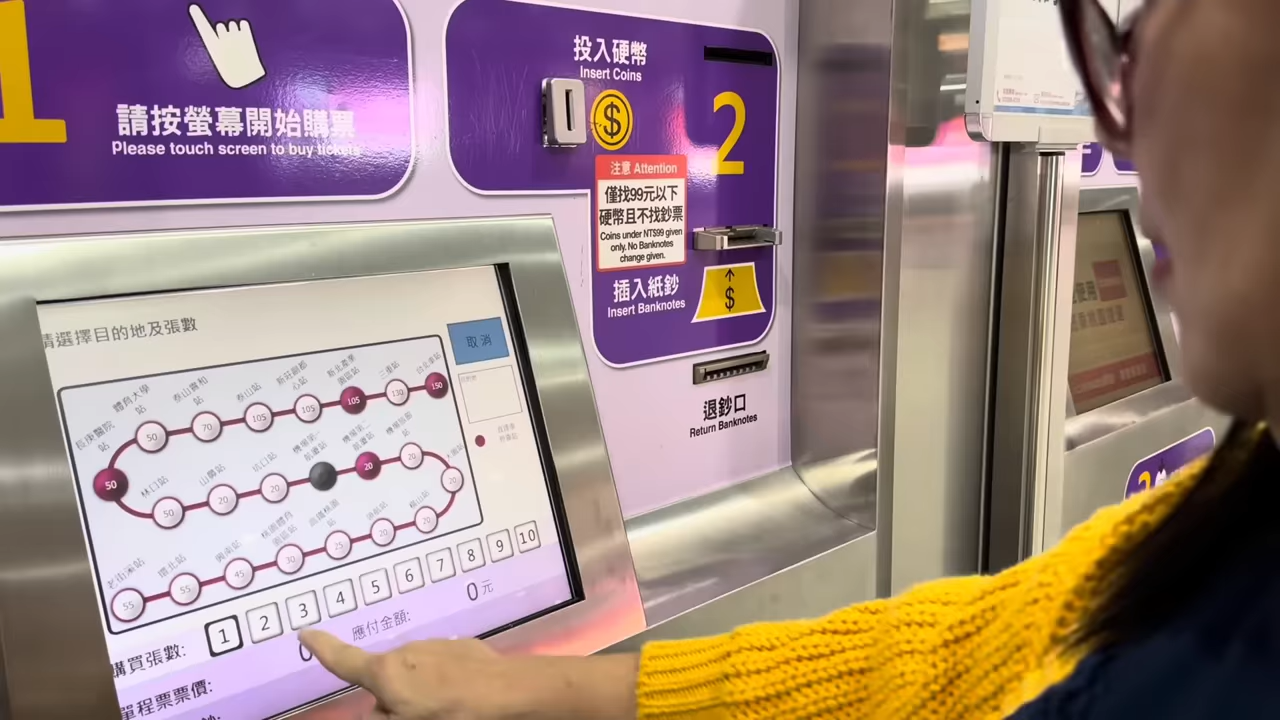 1
請按螢幕開始購票
Please touch screen to buy tickets
投入硬幣
Insert Coins
$
2
注意 Attention
僅找99元以下
硬幣且不找鈔票
Coins under NT$99 given
only. No Banknotes
change given.
插入紙鈔
Insert Banknotes
$
退鈔口
Return Banknotes
請選擇目的地及張數
取消
長庚醫院站
體育大學站
泰山貴和站
泰山站
新莊副都心站
新北產業園區站
三重站
台北車站
50
50
70
105
105
105
130
150
林口站
山鼻站
坑口站
機場第一航廈站
機場第二航廈站
機場旅館站
大園站
50
20
20
20
20
20
老街溪站
環北站
興南站
桃園體育園區站
高鐵桃園站
領航站
橫山站
55
55
45
30
25
20
20
1 2 3 4 5 6 7 8 9 10
購買張數:
0
應付金額:
0 元
單程票票價: